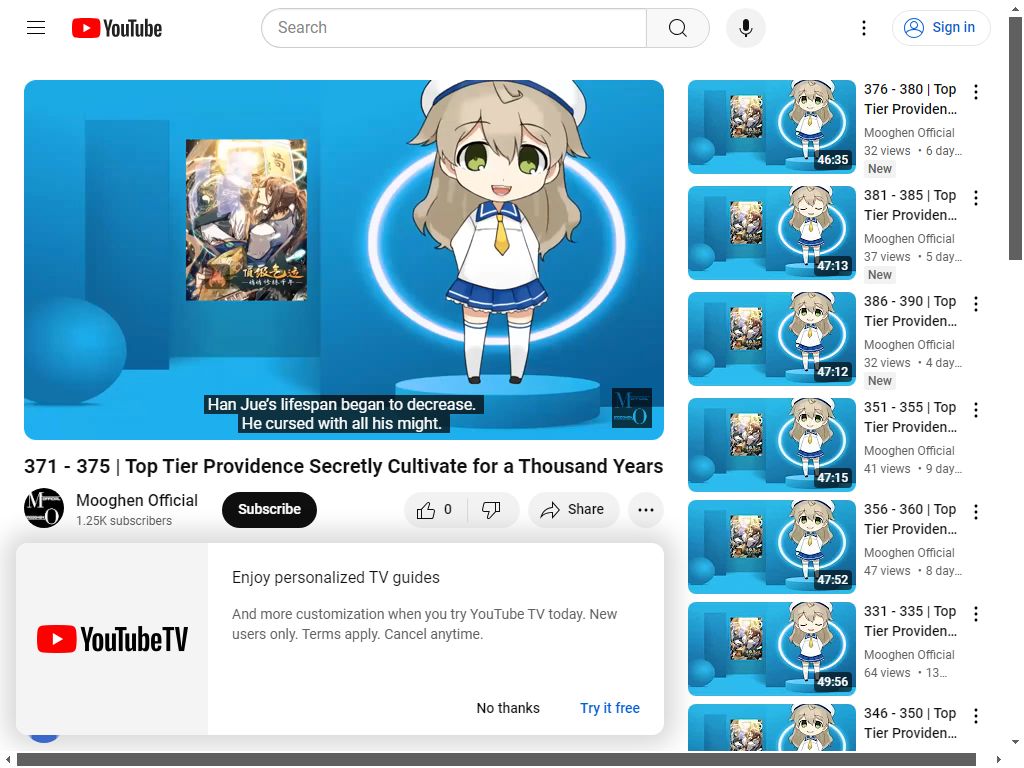 YouTube
Search
Sign in
Han Jue's lifespan began to decrease.
He cursed with all his might.
371 - 375 | Top Tier Providence Secretly Cultivate for a Thousand Years
Mooghen Official
1.25K subscribers
Subscribe
0
Share
YouTubeTV
Enjoy personalized TV guides
And more customization when you try YouTube TV today. New
users only. Terms apply. Cancel anytime.
No thanks
Try it free
46:35
376 - 380 | Top
Tier Providen...
Mooghen Official
32 views • 6 day...
New
47:13
381 - 385 | Top
Tier Providen...
Mooghen Official
37 views • 5 day...
New
47:12
386 - 390 | Top
Tier Providen...
Mooghen Official
32 views • 4 day...
New
47:15
351 - 355 | Top
Tier Providen...
Mooghen Official
41 views • 9 day...
47:52
356 - 360 | Top
Tier Providen...
Mooghen Official
47 views • 8 day...
49:56
331 - 335 | Top
Tier Providen...
Mooghen Official
64 views • 13...
346 - 350 | Top
Tier Providen...